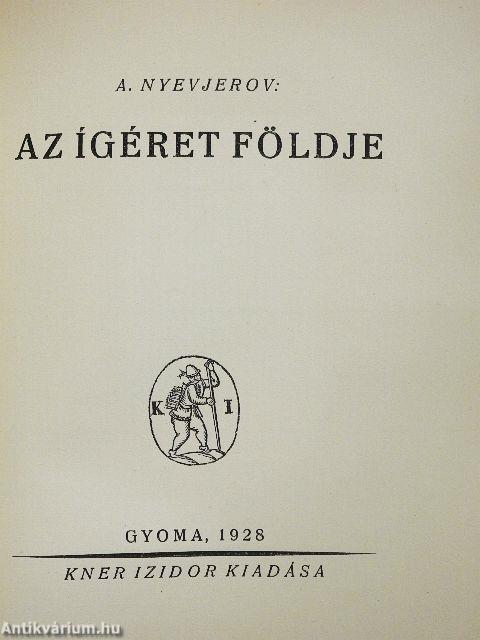 A. NYEVJEROV:
AZ ÍGÉRET FÖLDJE
K I
GYOMA, 1928
KNER IZIDOR KIADÁSA
Antikvárium.hu